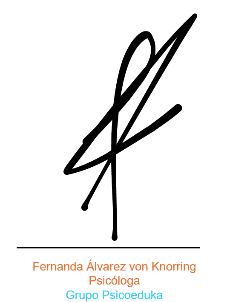 Fernanda Álvarez von Knorring
Psicóloga
Grupo Psicoeduka